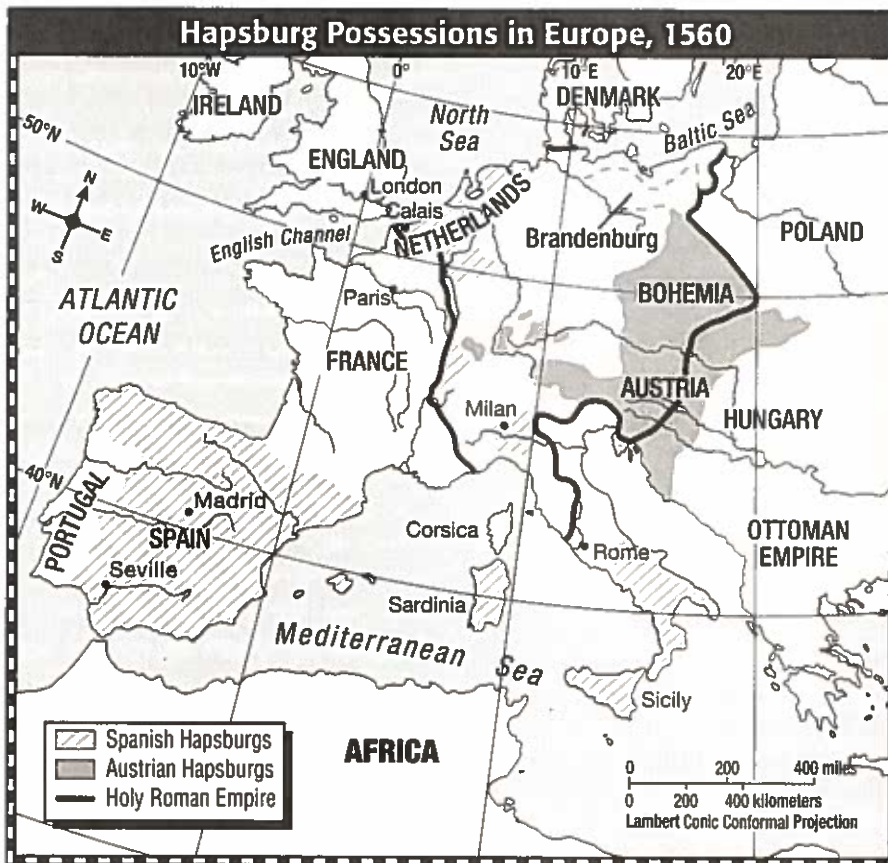 Hapsburg Possessions in Europe, 1560
10°W
0°
10°E
20°E
IRELAND
DENMARK
50°N
North
Sea
Baltic Sea
ENGLAND
N
W
E
S
London
Calais
NETHERLANDS
English Channel
Brandenburg
POLAND
ATLANTIC
OCEAN
Paris
BOHEMIA
FRANCE
AUSTRIA
Milan
HUNGARY
40°N
PORTUGAL
Madrid
SPAIN
Corsica
OTTOMAN
EMPIRE
Rome
Seville
Sardinia
Mediterranean
Sea
Sicily
AFRICA
Spanish Hapsburgs
Austrian Hapsburgs
Holy Roman Empire
0 200 400 miles
0 200 400 kilometers
Lambert Conic Conformal Projection